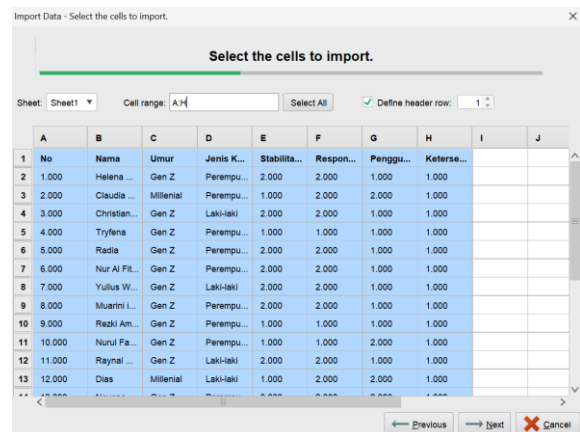 Import Data - Select the cells to import.
Select the cells to import.
Sheet: Sheet1 Cell range: A:H Select All Define header row: 1
A B C D E F G H I J
1 No Nama Umur Jenis K... Stabilita... Respon... Penggu... Keterse...
2 1.000 Helena ... Gen Z Perempu... 2.000 2.000 1.000 1.000
3 2.000 Claudia ... Millenial Perempu... 1.000 2.000 2.000 1.000
4 3.000 Christian... Gen Z Laki-laki 2.000 2.000 1.000 1.000
5 4.000 Tryfena Gen Z Perempu... 1.000 1.000 1.000 1.000
6 5.000 Radia Gen Z Perempu... 2.000 2.000 1.000 1.000
7 6.000 Nur Al Fit... Gen Z Perempu... 2.000 2.000 1.000 1.000
8 7.000 Yulius W... Gen Z Laki-laki 2.000 2.000 1.000 1.000
9 8.000 Muarini i... Gen Z Perempu... 2.000 2.000 1.000 1.000
10 9.000 Rezki Am... Gen Z Perempu... 1.000 1.000 1.000 1.000
11 10.000 Nurul Fa... Gen Z Perempu... 1.000 1.000 2.000 1.000
12 11.000 Raynal ... Gen Z Laki-laki 2.000 2.000 1.000 1.000
13 12.000 Dias Millenial Laki-laki 1.000 2.000 2.000 1.000
Previous Next Cancel